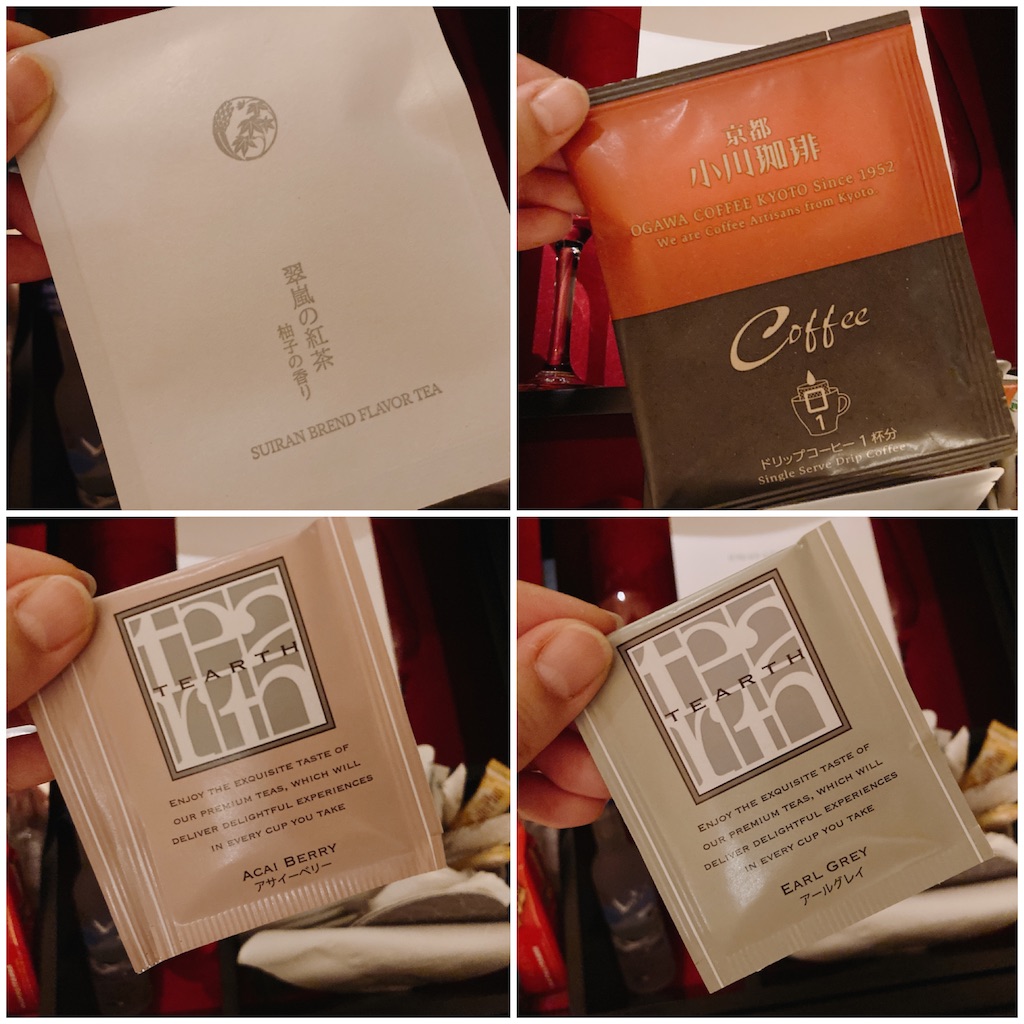 翠嵐の紅茶
柚子の香り
SUIRAN BREND FLAVOR TEA
京都
小川珈琲
OGAWA COFFEE KYOTO Since 1952
We are Coffee Artisans from Kyoto.
Coffee
1
ドリップコーヒー1杯分
Single Serve Drip Coffee
tea
rth
TEARTH
ENJOY THE EXQUISITE TASTE OF
OUR PREMIUM TEAS, WHICH WILL
DELIVER DELIGHTFUL EXPERIENCES
IN EVERY CUP YOU TAKE
ACAI BERRY
アサイーベリー
tea
rth
TEARTH
ENJOY THE EXQUISITE TASTE OF
OUR PREMIUM TEAS, WHICH WILL
DELIVER DELIGHTFUL EXPERIENCES
IN EVERY CUP YOU TAKE
EARL GREY
アールグレイ